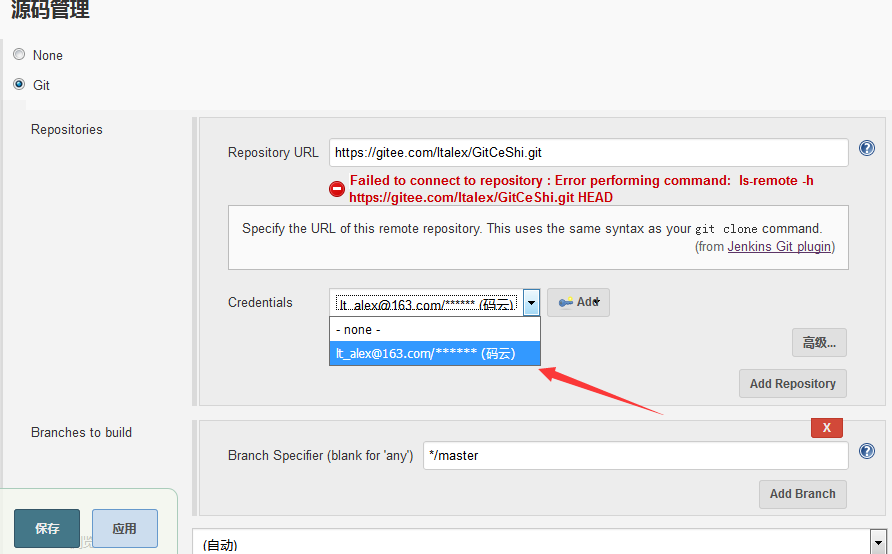 源码管理
None
Git
Repositories
Repository URL
https://gitee.com/ltalex/GitCeShi.git
Failed to connect to repository : Error performing command: ls-remote -h
https://gitee.com/ltalex/GitCeShi.git HEAD
Specify the URL of this remote repository. This uses the same syntax as your git clone command.
(from Jenkins Git plugin)
Credentials
lt_alex@163.com/****** (码云)
Add
- none -
lt_alex@163.com/****** (码云)
高级...
Add Repository
Branches to build
X
Branch Specifier (blank for 'any')
*/master
Add Branch
保存
应用
(自动)